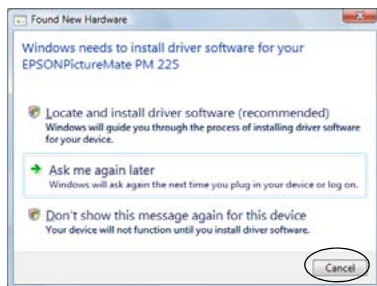 Found New Hardware
Windows needs to install driver software for your
EPSONPictureMate PM 225
Locate and install driver software (recommended)
Windows will guide you through the process of installing driver software
for your device.
Ask me again later
Windows will ask again the next time you plug in your device or log on.
Don't show this message again for this device
Your device will not function until you install driver software.
Cancel